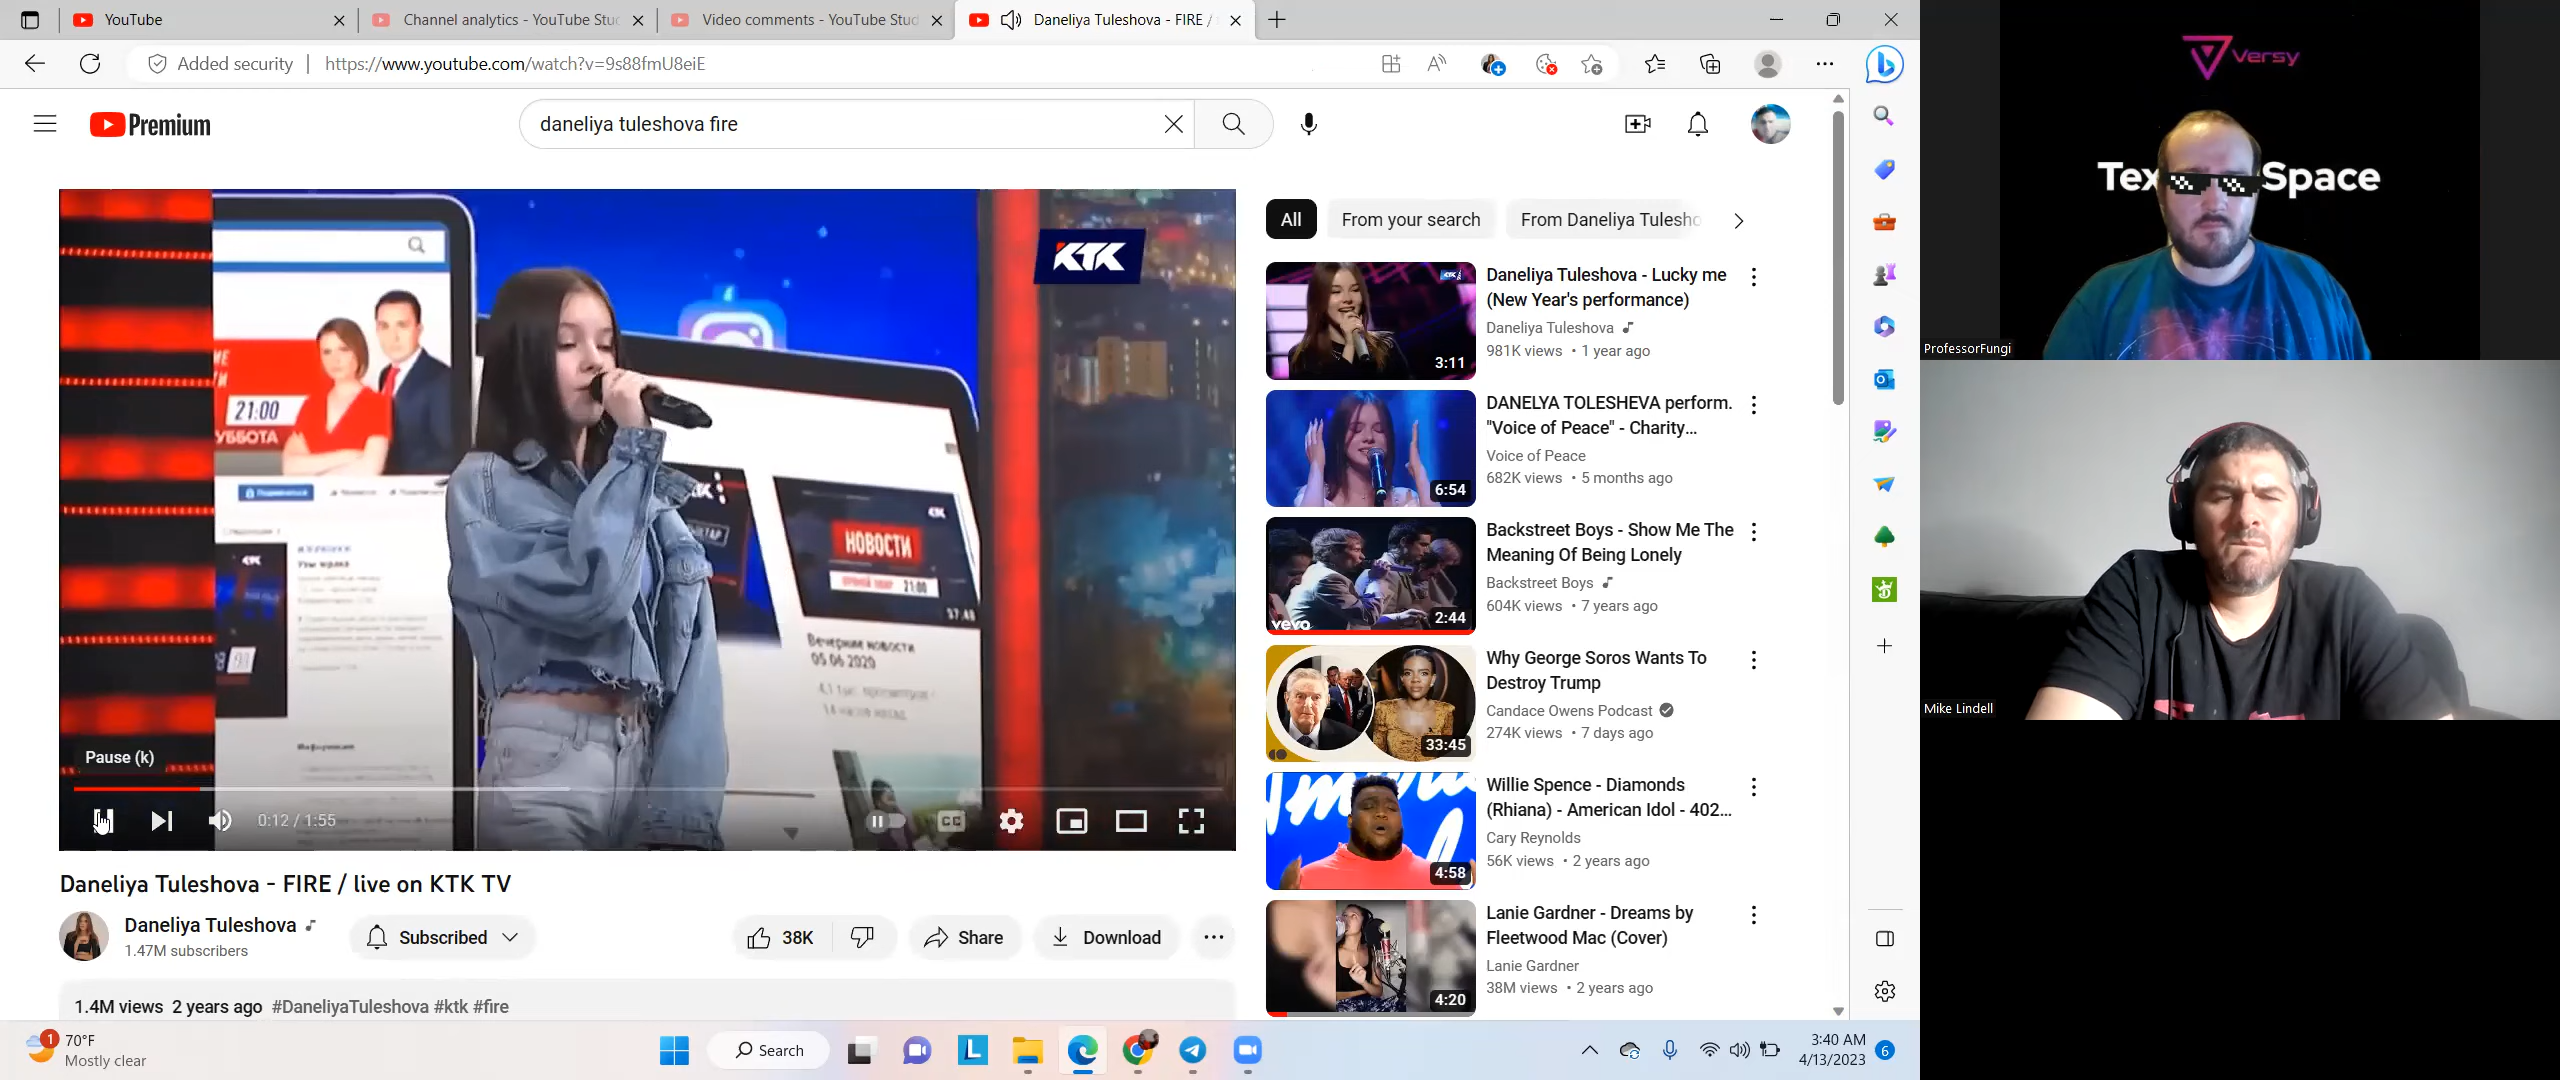 YouTube
Channel analytics - YouTube Stu
Video comments - YouTube Stud
Daneliya Tuleshova - FIRE /
Added security
https://www.youtube.com/watch?v=9s88fmU8eiE
Premium
daneliya tuleshova fire
KTK
21:00
УББОТА
НОВОСТИ
21:00
Вечерние новости
05.06.2020
Pause (k)
0:12 / 1:55
CC
Daneliya Tuleshova - FIRE / live on KTK TV
Daneliya Tuleshova
1.47M subscribers
Subscribed
38K
Share
Download
1.4M views 2 years ago #DaneliyaTuleshova #ktk #fire
All
From your search
From Daneliya Tulesho
3:11
Daneliya Tuleshova - Lucky me
(New Year's performance)
Daneliya Tuleshova
981K views • 1 year ago
6:54
DANELYA TOLESHEVA perform.
"Voice of Peace" - Charity...
Voice of Peace
682K views • 5 months ago
vevo
2:44
Backstreet Boys - Show Me The
Meaning Of Being Lonely
Backstreet Boys
604K views • 7 years ago
33:45
Why George Soros Wants To
Destroy Trump
Candace Owens Podcast
274K views • 7 days ago
4:58
Willie Spence - Diamonds
(Rhiana) - American Idol - 402...
Cary Reynolds
56K views • 2 years ago
4:20
Lanie Gardner - Dreams by
Fleetwood Mac (Cover)
Lanie Gardner
38M views • 2 years ago
Versy
Tex Space
ProfessorFungi
Mike Lindell
1
70°F
Mostly clear
Search
3:40 AM
4/13/2023
6